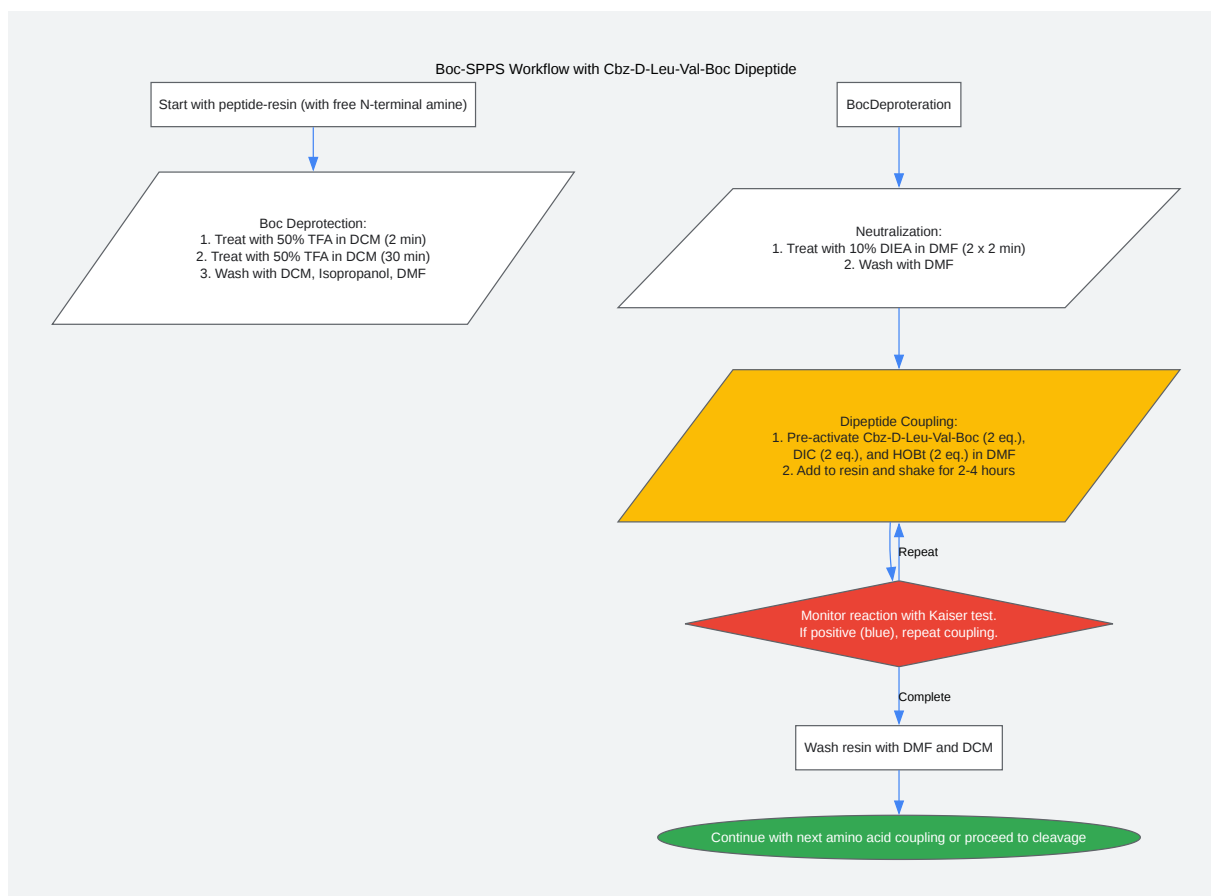 Boc-SPPS Workflow with Cbz-D-Leu-Val-Boc Dipeptide
Start with peptide-resin (with free N-terminal amine)
Boc Deprotection:
1. Treat with 50% TFA in DCM (2 min)
2. Treat with 50% TFA in DCM (30 min)
3. Wash with DCM, Isopropanol, DMF
BocDeproteration
Neutralization:
1. Treat with 10% DIEA in DMF (2 x 2 min)
2. Wash with DMF
Dipeptide Coupling:
1. Pre-activate Cbz-D-Leu-Val-Boc (2 eq.),
DIC (2 eq.), and HOBt (2 eq.) in DMF
2. Add to resin and shake for 2-4 hours
Repeat
Monitor reaction with Kaiser test.
If positive (blue), repeat coupling.
Complete
Wash resin with DMF and DCM
Continue with next amino acid coupling or proceed to cleavage